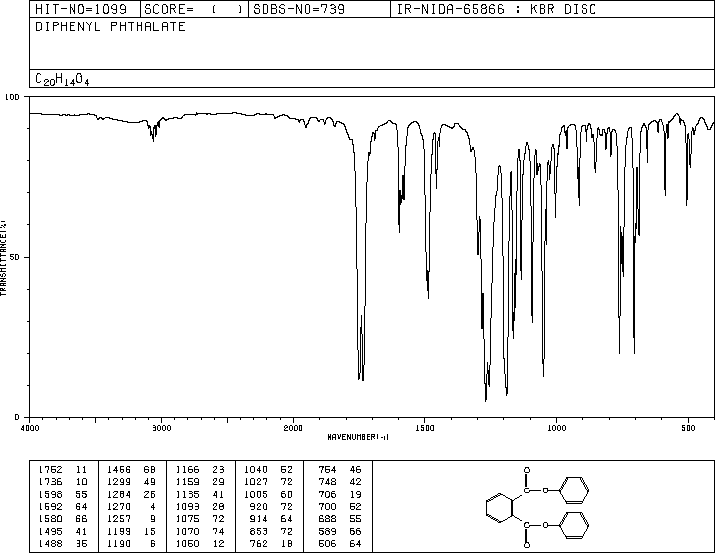 HIT-NO=1099 SCORE= ( ) SDBS-NO=739 IR-NIDA-65866 : KBR DISC
DIPHENYL PHTHALATE
C20H14O4
100
50
0
TRANSMITTANCE(%)
4000 3000 2000 1500 1000 500
WAVENUMBER(-1)
1752 11 1456 68 1166 23 1040 52 754 46
1736 10 1299 49 1159 29 1027 72 748 42
1598 55 1284 26 1135 41 1005 60 706 19
1592 64 1270 4 1093 28 920 72 700 52
1580 66 1257 9 1075 72 914 64 688 55
1495 41 1199 15 1070 74 853 72 589 66
1488 35 1190 6 1050 12 762 18 506 64
O
C O
C O
O